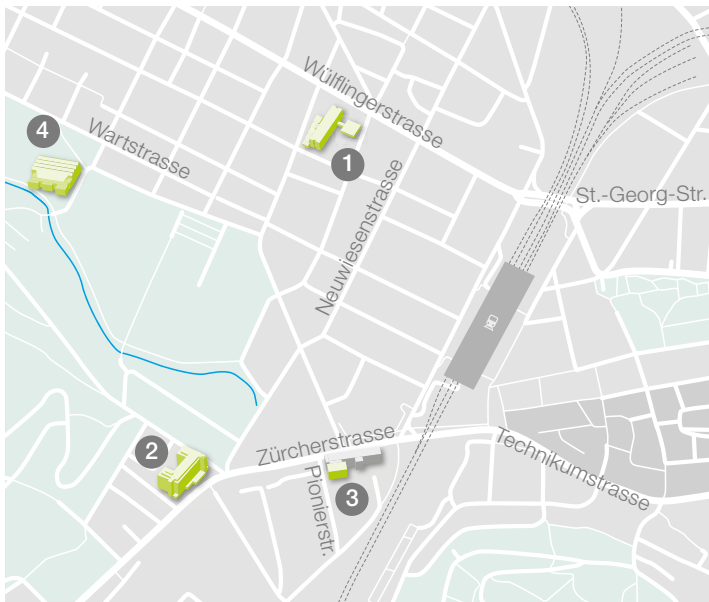 Wülflingerstrasse
4
Wartstrasse
1
St.-Georg-Str.
Neuwiesenstrasse
Zürcherstrasse
2
Technikumstrasse
Pionierstr.
3